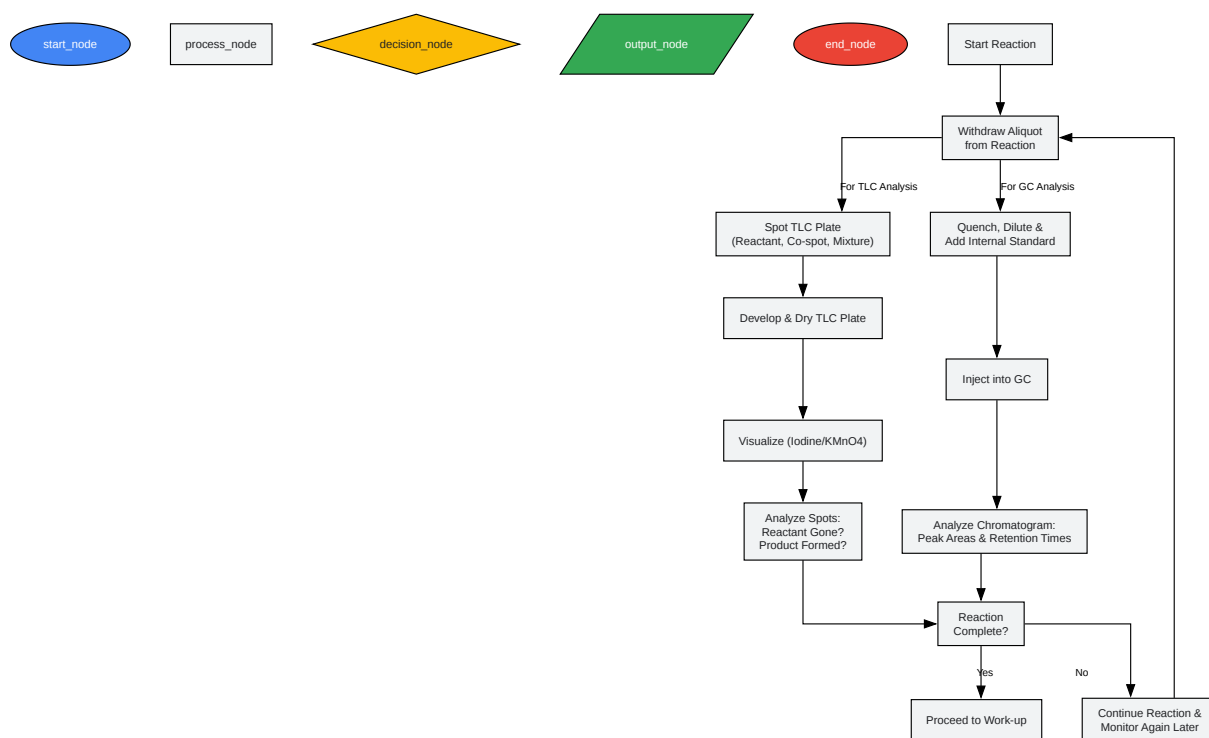 start_node
process_node
decision_node
output_node
end_node
Start Reaction
Withdraw Aliquot
from Reaction
For TLC Analysis
For GC Analysis
Spot TLC Plate
(Reactant, Co-spot, Mixture)
Quench, Dilute &
Add Internal Standard
Develop & Dry TLC Plate
Inject into GC
Visualize (Iodine/KMnO4)
Analyze Spots:
Reactant Gone?
Product Formed?
Analyze Chromatogram:
Peak Areas & Retention Times
Reaction
Complete?
Yes
No
Proceed to Work-up
Continue Reaction &
Monitor Again Later